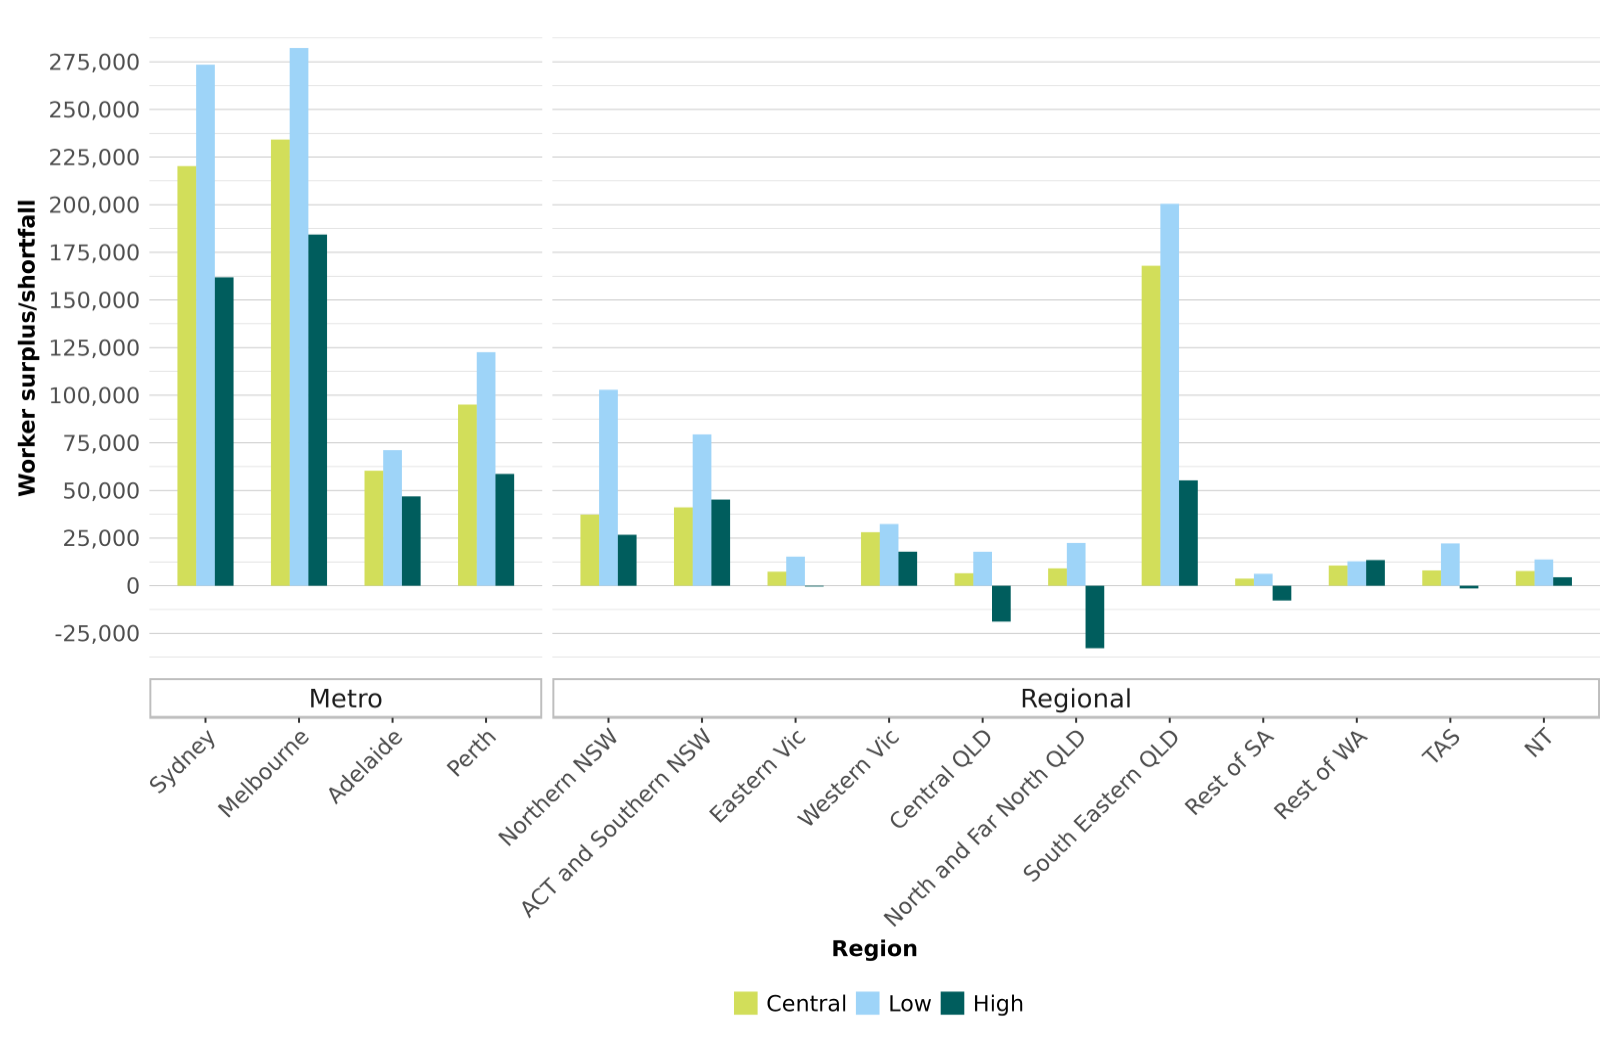 Worker surplus/shortfall
275,000
250,000
225,000
200,000
175,000
150,000
125,000
100,000
75,000
50,000
25,000
0
-25,000
Metro
Regional
Sydney
Melbourne
Adelaide
Perth
Northern NSW
ACT and Southern NSW
Eastern Vic
Western Vic
Central QLD
North and Far North QLD
South Eastern QLD
Rest of SA
Rest of WA
TAS
NT
Region
Central Low High